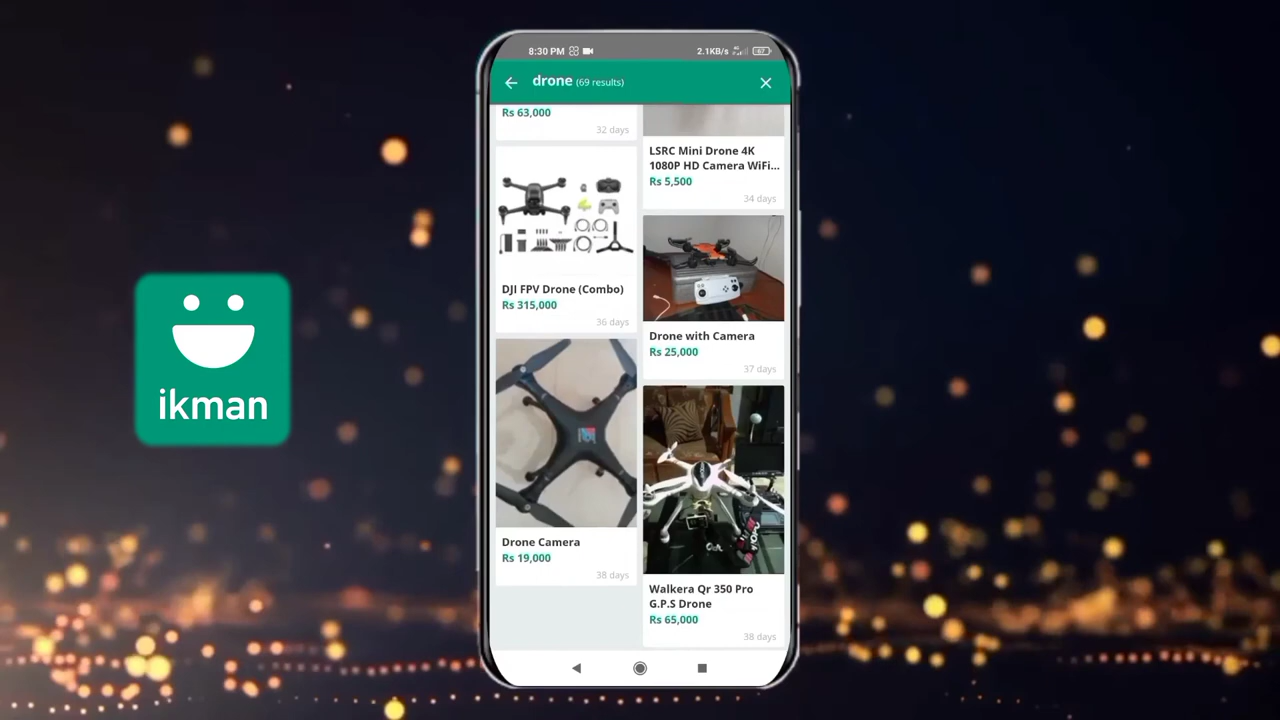 ikman
8:30 PM
2.1KB/s
67
drone (69 results)
Rs 63,000
32 days
DJI FPV Drone (Combo)
Rs 315,000
36 days
Drone Camera
Rs 19,000
38 days
LSRC Mini Drone 4K
1080P HD Camera WiFi...
Rs 5,500
34 days
Drone with Camera
Rs 25,000
37 days
Walkera Qr 350 Pro
G.P.S Drone
Rs 65,000
38 days